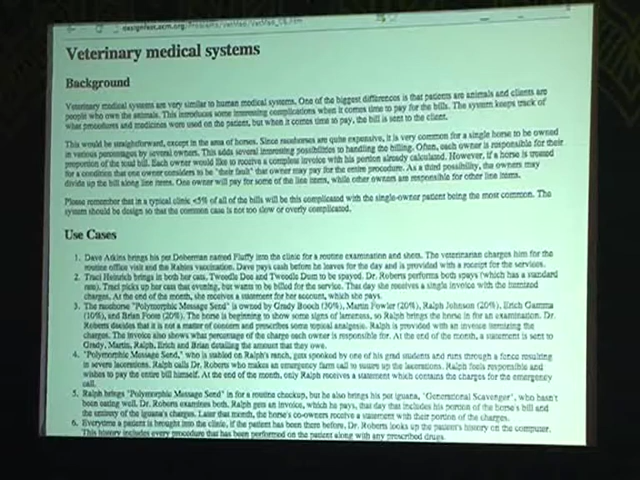 designfest.acm.org/Problems/VetMed/VetMed_CS.htm
Veterinary medical systems
Background
Veterinary medical systems are very similar to human medical systems. One of the biggest differences is that patients are animals and clients are
people who own the animals. This introduces some interesting complications when it comes time to pay for the bills. The system keeps track of
what procedures and medicines were used on the patient, but when it comes time to pay, the bill is sent to the client.
This would be straightforward, except in the area of horses. Since racehorses are quite expensive, it is very common for a single horse to be owned
in various percentages by several owners. This adds several interesting possibilities to handling the billing. Often, each owner is responsible for their
proportion of the total bill. Each owner would like to receive a complete invoice with his portion already calculated. However, if a horse is treated
for a condition that one owner considers to be "their fault" that owner may pay for the entire procedure. As a third possibility, the owners may
divide up the bill along line items. One owner will pay for some of the line items, while other owners are responsible for other line items.
Please remember that in a typical clinic <5% of all of the bills will be this complicated with the single-owner patient being the most common. The
system should be design so that the common case is not too slow or overly complicated.
Use Cases
1. Dave Atkins brings his pet Doberman named Fluffy into the clinic for a routine examination and shots. The veterinarian charges him for the
routine office visit and the Rabies vaccination. Dave pays cash before he leaves for the day and is provided with a receipt for the services.
2. Traci Heinrich brings in both her cats, Tweedle Dee and Tweedle Dum to be spayed. Dr. Roberts performs both spays (which has a standard
rate). Traci picks up her cats that evening, but wants to be billed for the service. That day she receives a single invoice with the itemized
charges. At the end of the month, she receives a statement for her account, which she pays.
3. The racehorse "Polymorphic Message Send," is owned by Grady Booch (30%), Martin Fowler (20%), Ralph Johnson (20%), Erich Gamma
(10%), and Brian Foote (20%). The horse is beginning to show some signs of lameness, so Ralph brings the horse in for an examination. Dr.
Roberts decides that it is not a matter of concern and prescribes some topical analgesia. Ralph is provided with an invoice itemizing the
charges. The invoice also shows what percentage of the charge each owner is responsible for. At the end of the month, a statement is sent to
Grady, Martin, Ralph, Erich and Brian detailing the amount that they owe.
4. "Polymorphic Message Send," who is stabled on Ralph's ranch, gets spooked by one of his grad students and runs through a fence resulting
in severe lacerations. Ralph calls Dr. Roberts who makes an emergency farm call to suture up the lacerations. Ralph feels responsible and
wishes to pay the entire bill himself. At the end of the month, only Ralph receives a statement which contains the charges for the emergency
call.
5. Ralph brings "Polymorphic Message Send" in for a routine checkup, but he also brings his pet iguana, "Generational Scavenger", who hasn't
been eating well. Dr. Roberts examines both. Ralph gets an invoice, which he pays, that day that includes his portion of the horse's bill and
the entirety of the iguana's charges. Later that month, the horse's co-owners receive a statement with their portion of the charges.
6. Everytime a patient is brought into the clinic, if the patient has been there before, Dr. Roberts looks up the patient's history on the computer.
This history includes every procedure that has been performed on the patient along with any prescribed drugs.